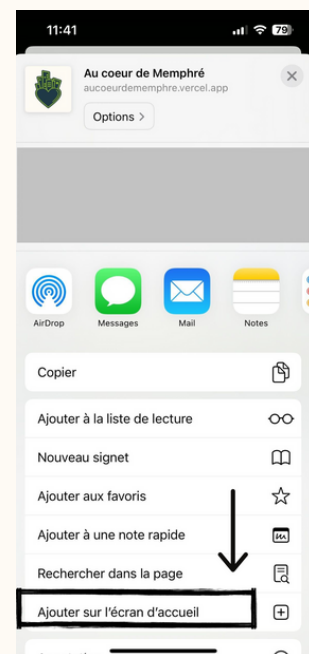 11:41
79
Au coeur de Memphré
aucoeurdememphre.vercel.app
Options >
AirDrop
Messages
Mail
Notes
Copier
Ajouter à la liste de lecture
Nouveau signet
Ajouter aux favoris
Ajouter à une note rapide
Rechercher dans la page
Ajouter sur l'écran d'accueil